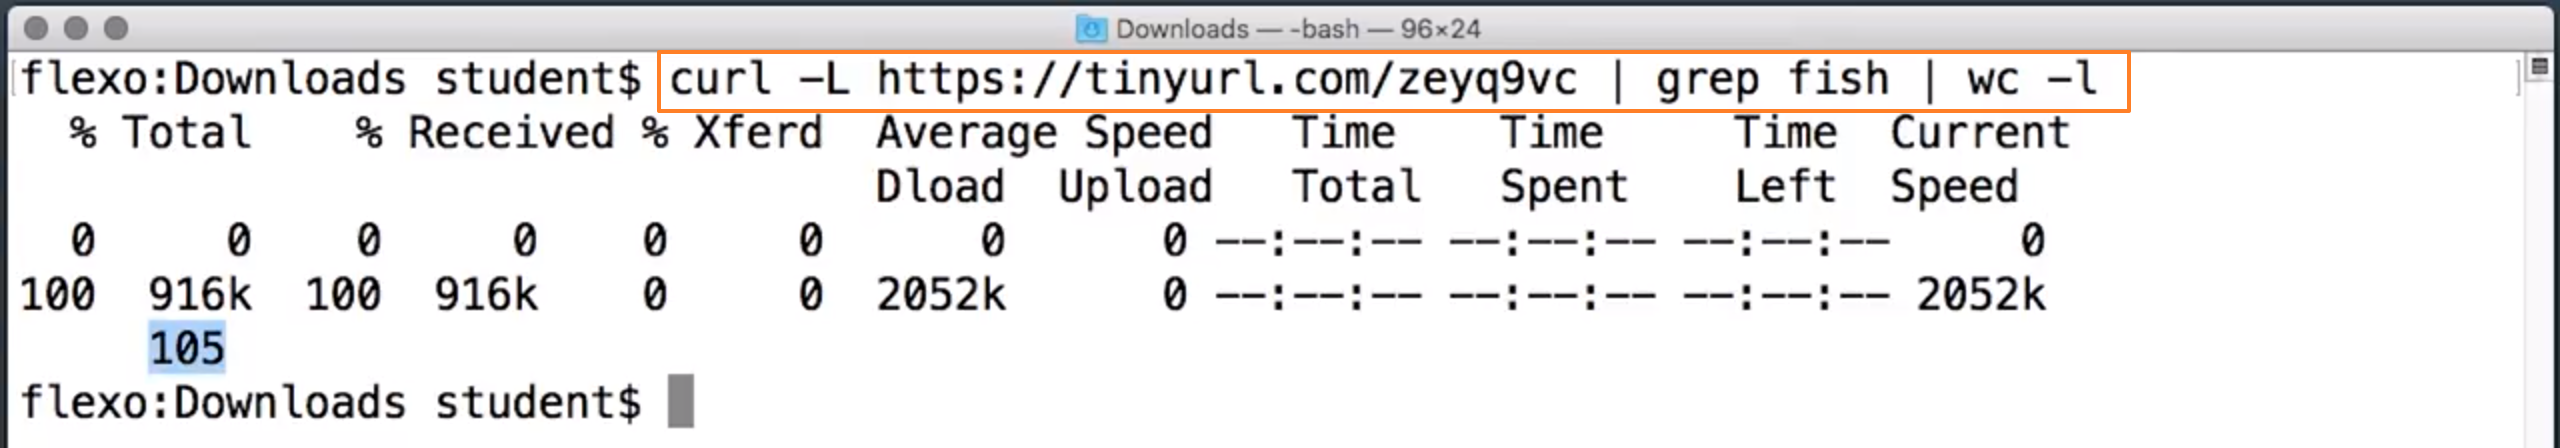 Downloads — -bash — 96×24
flexo:Downloads student$ curl -L https://tinyurl.com/zeyq9vc | grep fish | wc -l
% Total % Received % Xferd Average Speed Time Time Time Current
Dload Upload Total Spent Left Speed
0 0 0 0 0 0 0 0 --:--:-- --:--:-- --:--:-- 0
100 916k 100 916k 0 0 2052k 0 --:--:-- --:--:-- --:--:-- 2052k
105
flexo:Downloads student$